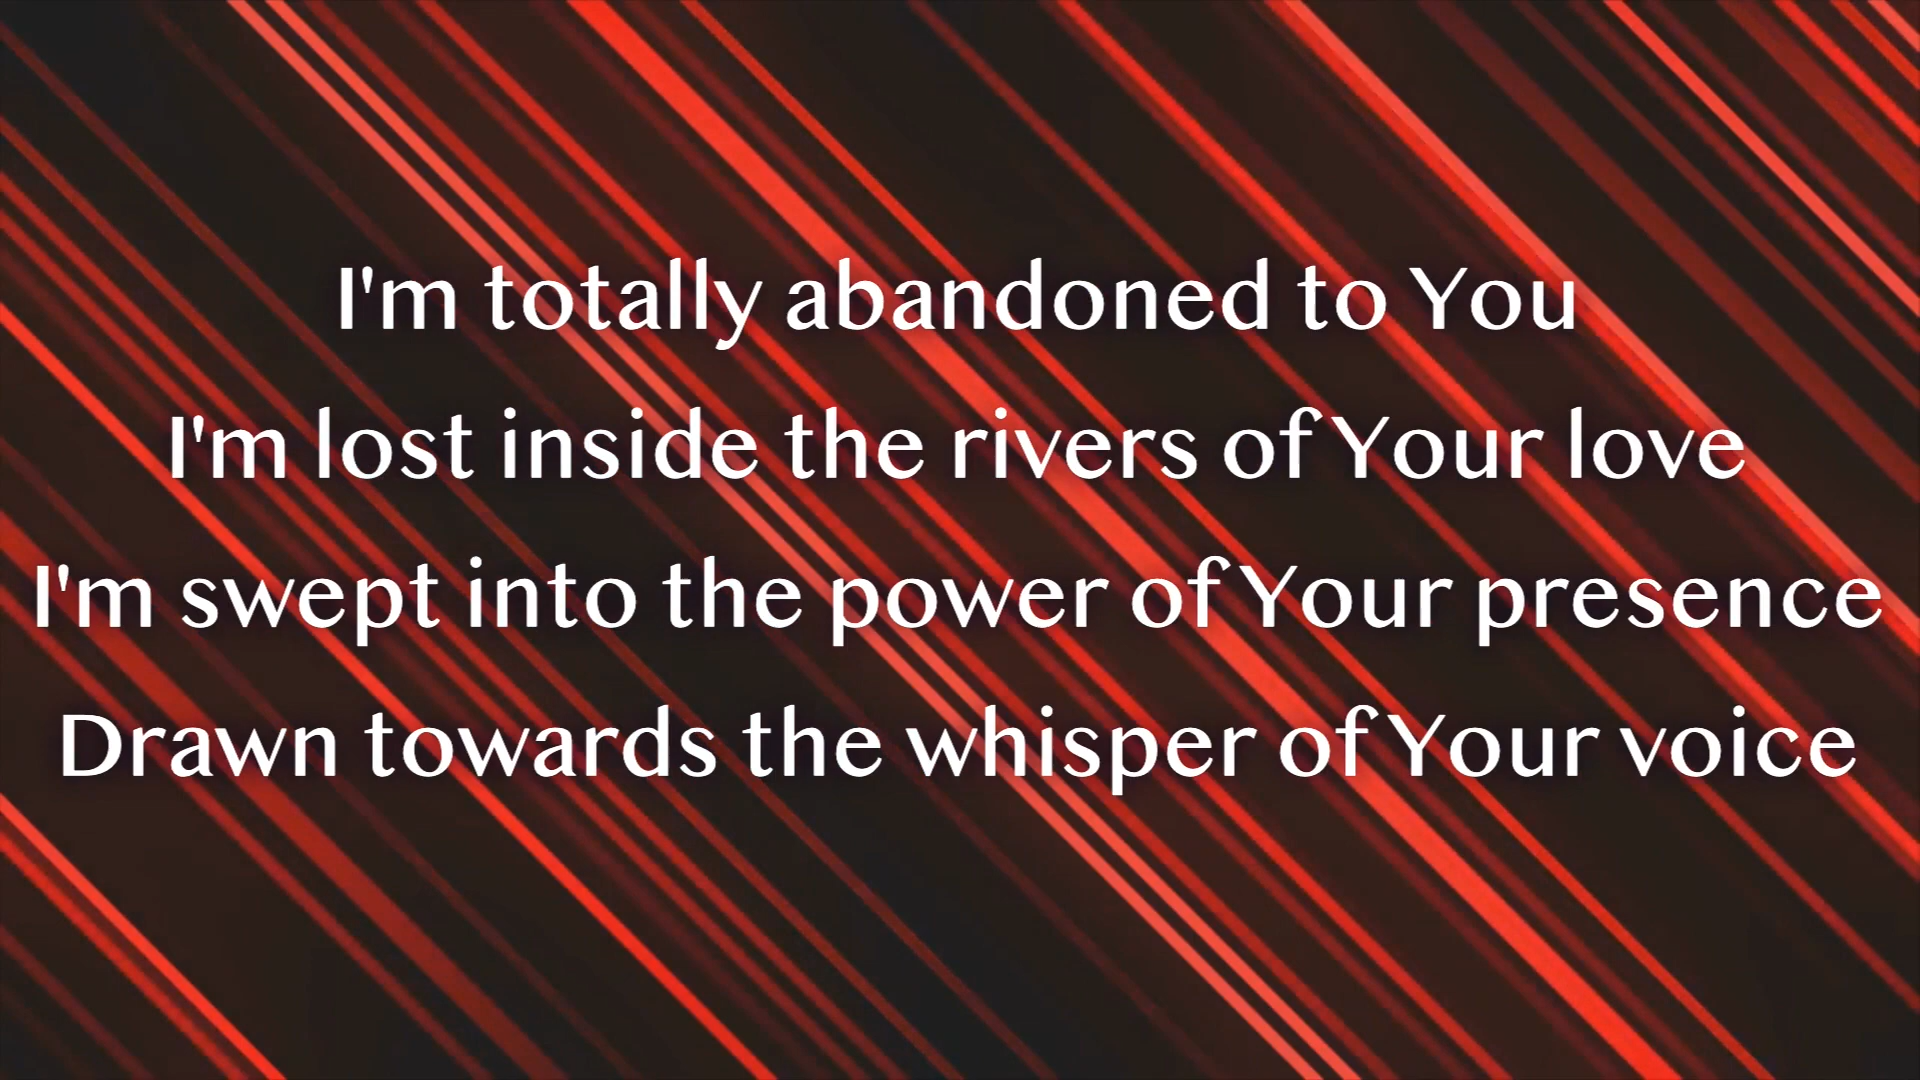 I'm totally abandoned to You
I'm lost inside the rivers of Your love
I'm swept into the power of Your presence
Drawn towards the whisper of Your voice